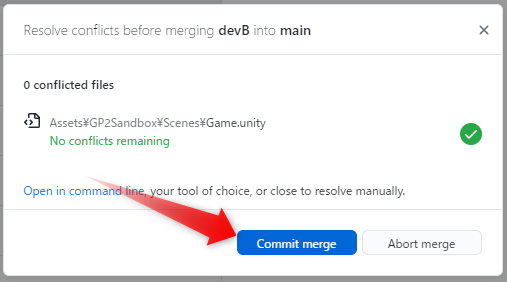 Resolve conflicts before merging devB into main
0 conflicted files
Assets¥GP2Sandbox¥Scenes¥Game.unity
No conflicts remaining
Open in command line, your tool of choice, or close to resolve manually.
Commit merge
Abort merge